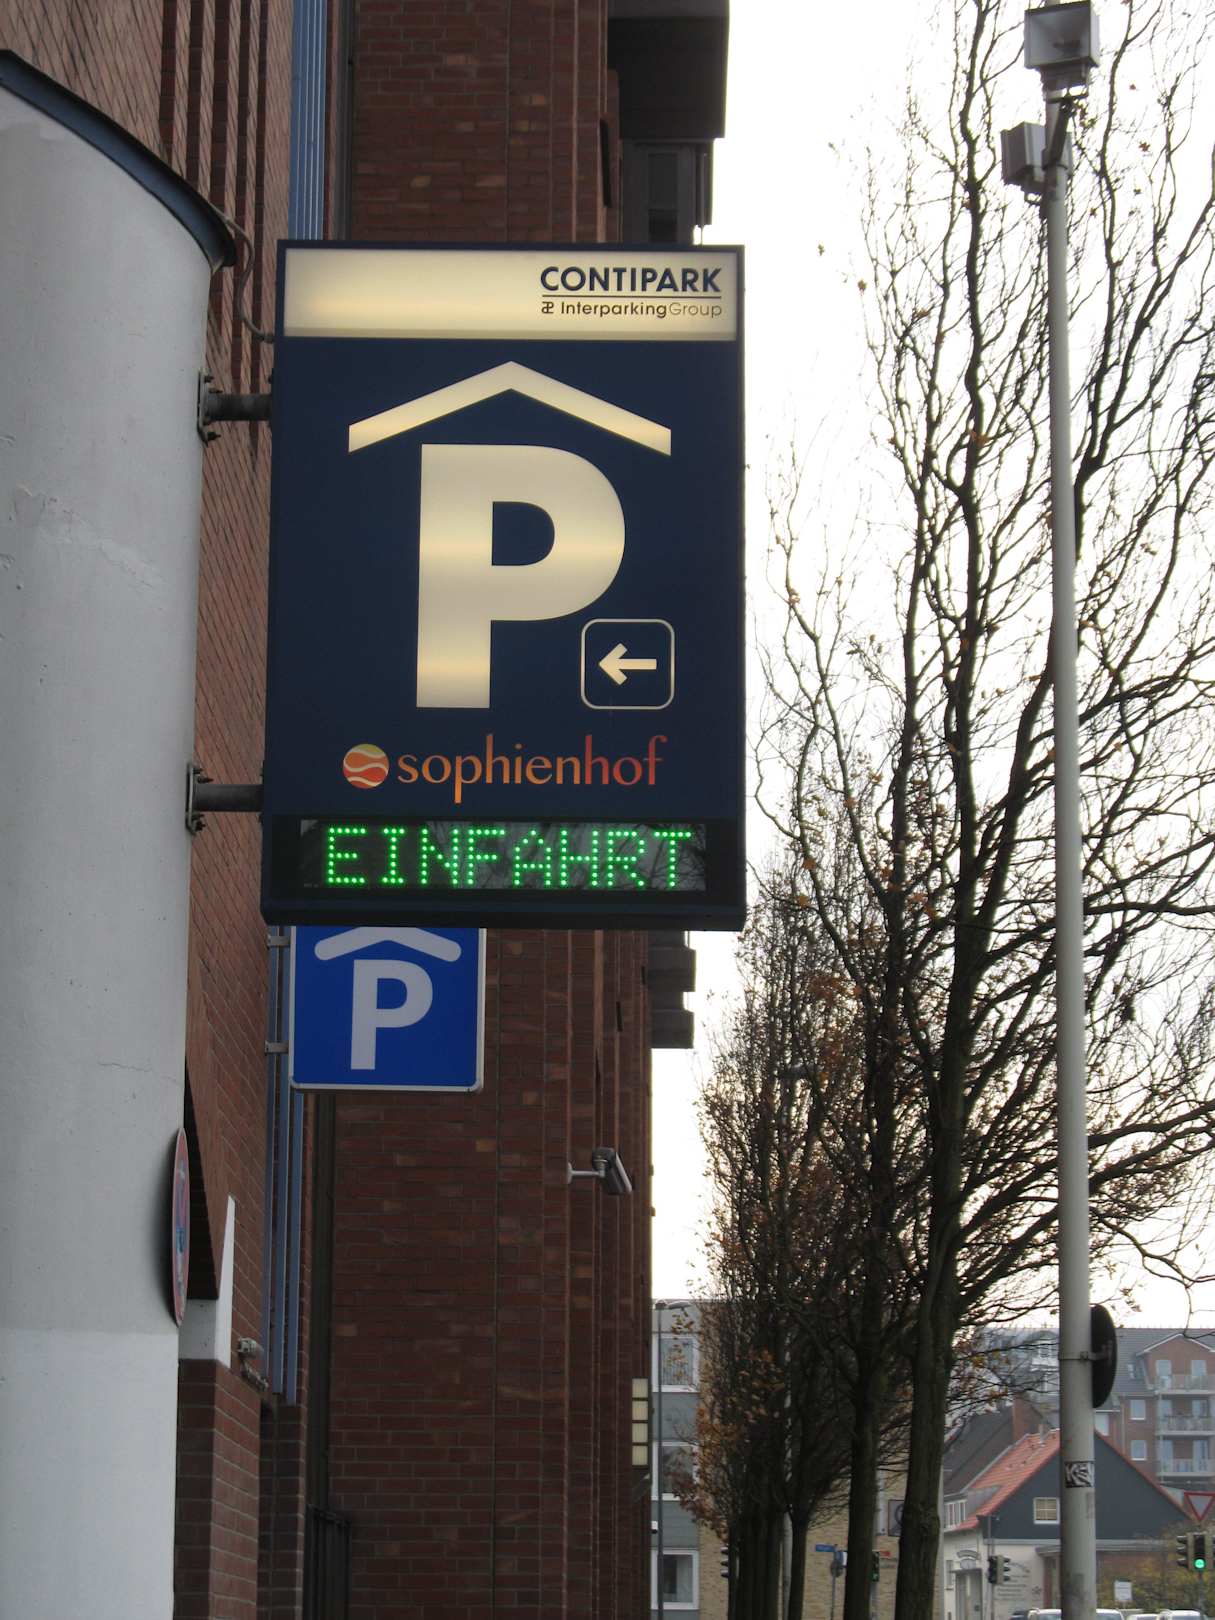 CONTIPARK
InterparkingGroup
P
sophienhof
EINFAHRT
P